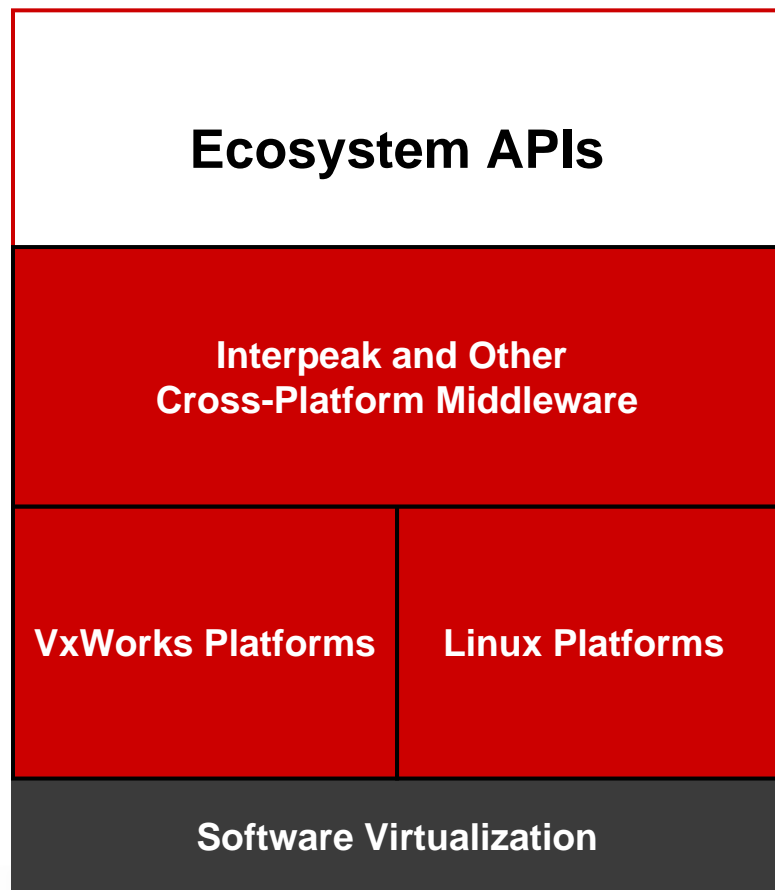 Ecosystem APIs
Interpeak and Other
Cross-Platform Middleware
VxWorks Platforms
Linux Platforms
Software Virtualization